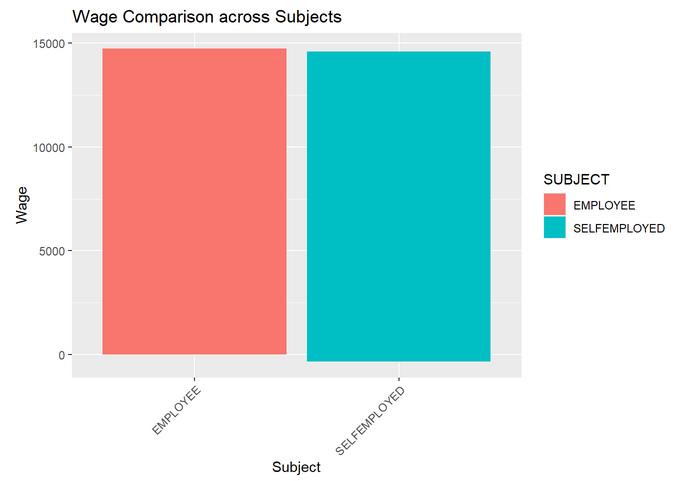 Wage Comparison across Subjects
15000
10000
5000
0
Wage
EMPLOYEE
SELFEMPLOYED
Subject
SUBJECT
EMPLOYEE
SELFEMPLOYED